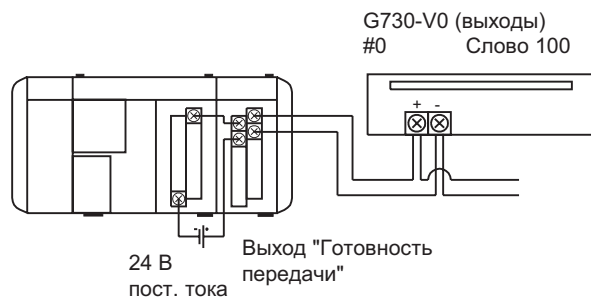 G730-V0 (выходы)
#0 Слово 100
+ -
- +
24 В
пост. тока
Выход "Готовность
передачи"